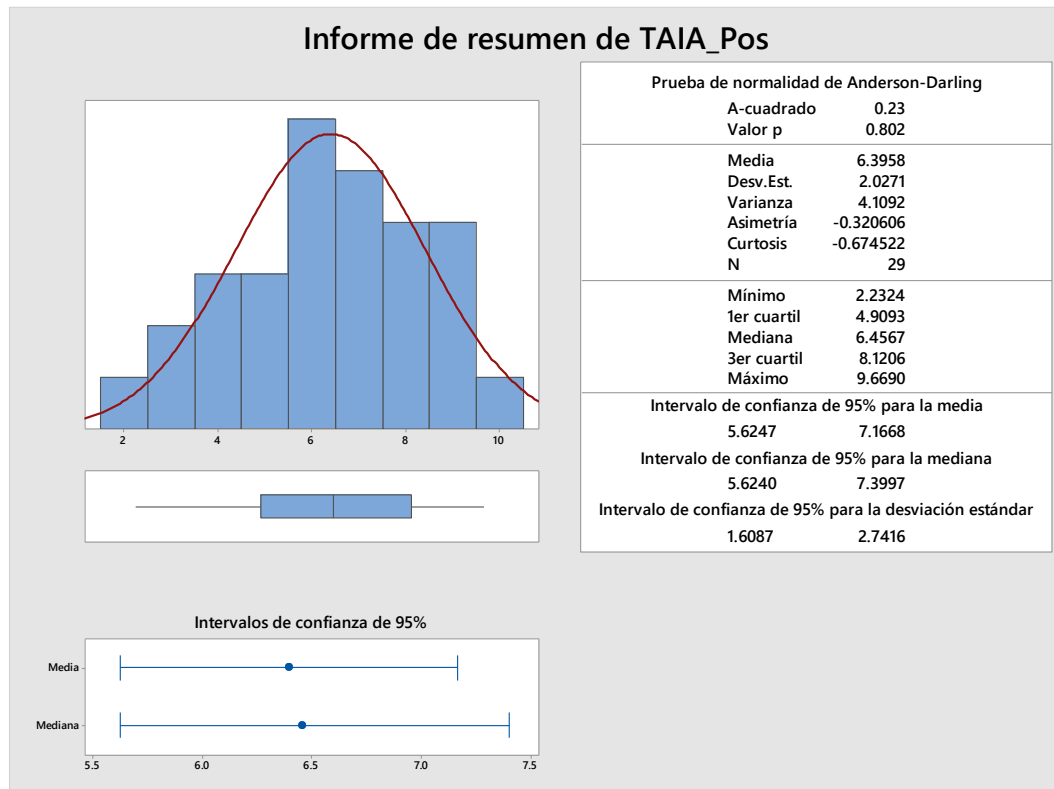 Informe de resumen de TAIA_Pos
2 4 6 8 10
Intervalos de confianza de 95%
Media
Mediana
5.5 6.0 6.5 7.0 7.5
Prueba de normalidad de Anderson-Darling
A-cuadrado 0.23
Valor p 0.802
Media 6.3958
Desv.Est. 2.0271
Varianza 4.1092
Asimetría -0.320606
Curtosis -0.674522
N 29
Mínimo 2.2324
1er cuartil 4.9093
Mediana 6.4567
3er cuartil 8.1206
Máximo 9.6690
Intervalo de confianza de 95% para la media
5.6247 7.1668
Intervalo de confianza de 95% para la mediana
5.6240 7.3997
Intervalo de confianza de 95% para la desviación estándar
1.6087 2.7416